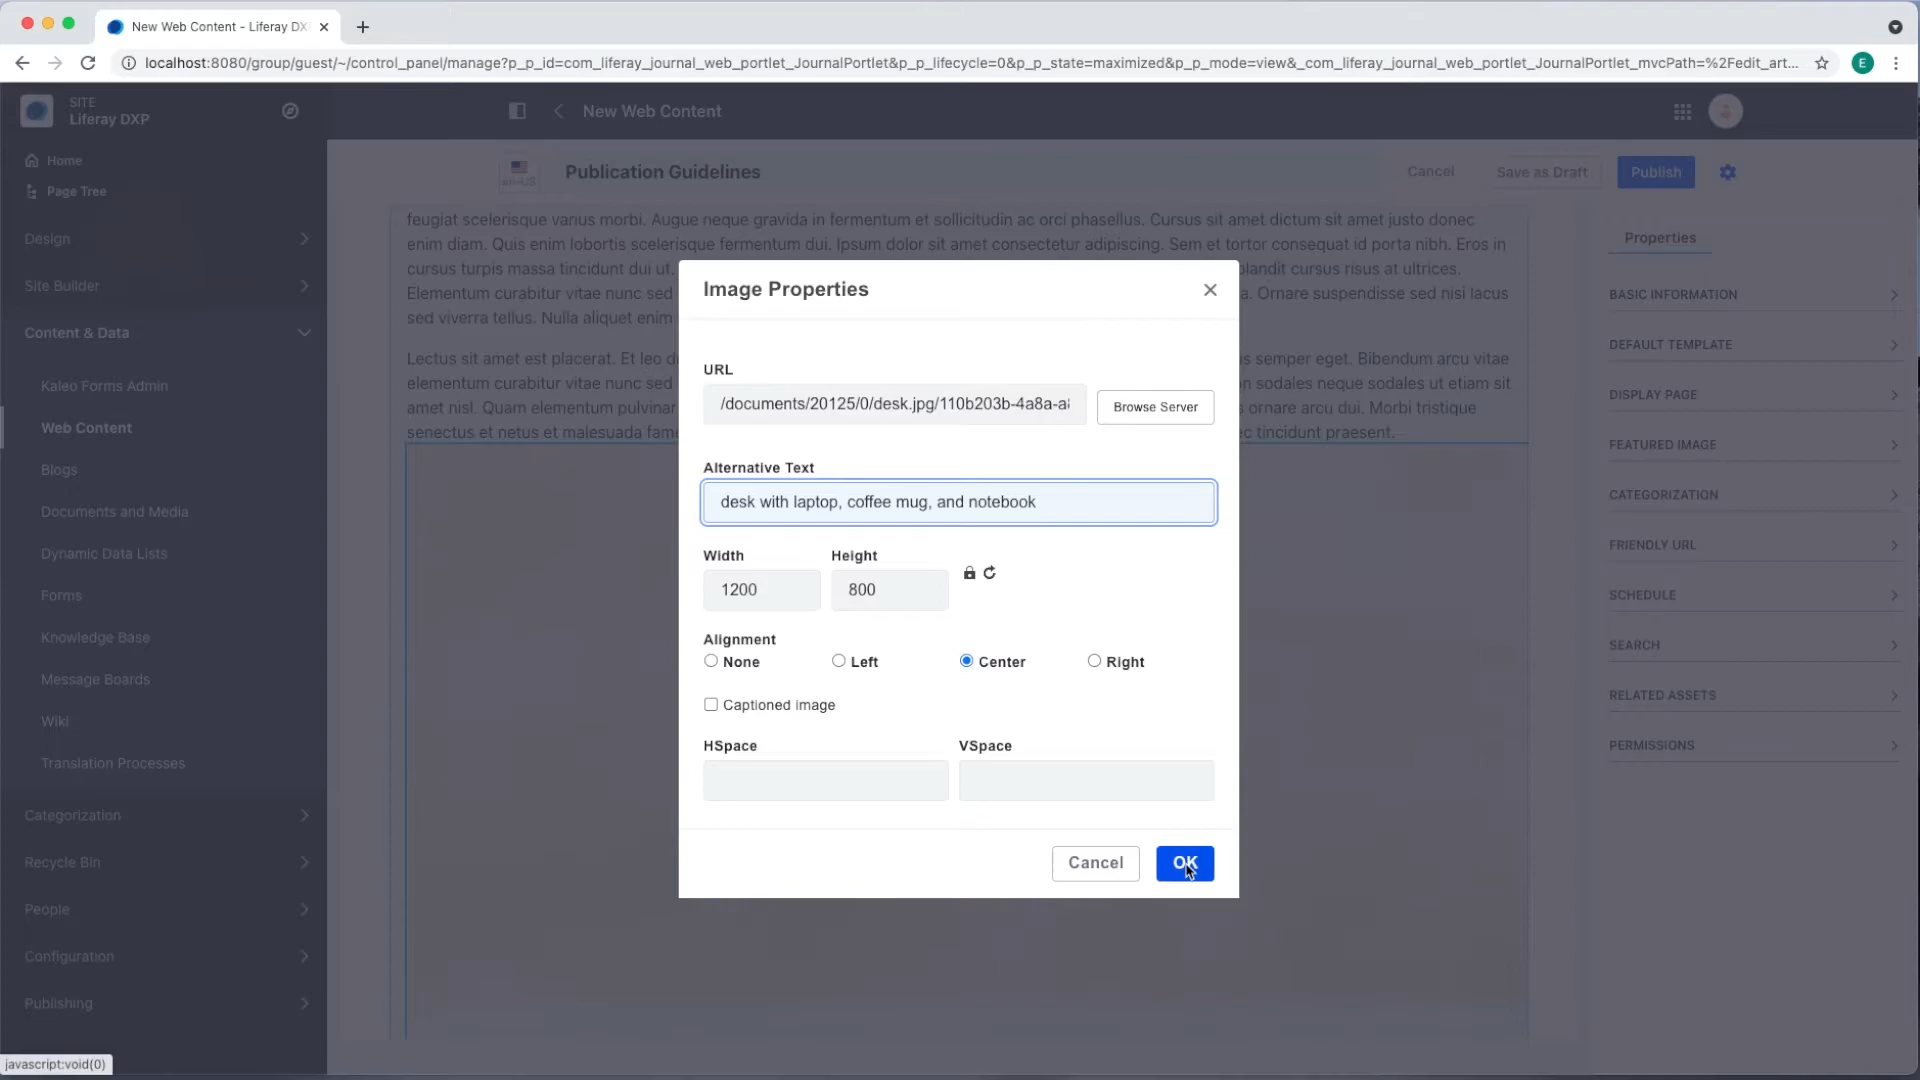 New Web Content - Liferay DX
localhost:8080/group/guest/~/control_panel/manage?p_p_id=com_liferay_journal_web_portlet_JournalPortlet&p_p_lifecycle=0&p_p_state=maximized&p_p_mode=view&_com_liferay_journal_web_portlet_JournalPortlet_mvcPath=%2Fedit_art...
E
SITE
Liferay DXP
New Web Content
Home
Page Tree
Design
Site Builder
Content & Data
Kaleo Forms Admin
Web Content
Blogs
Documents and Media
Dynamic Data Lists
Forms
Knowledge Base
Message Boards
Wiki
Translation Processes
Categorization
Recycle Bin
People
Configuration
Publishing
javascript:void(0)
en-US
Publication Guidelines
Cancel
Save as Draft
Publish
feugiat scelerisque varius morbi. Augue neque gravida in fermentum et sollicitudin ac orci phasellus. Cursus sit amet dictum sit amet justo donec
enim diam. Quis enim lobortis scelerisque fermentum dui. Ipsum dolor sit amet consectetur adipiscing. Sem et tortor consequat id porta nibh. Eros in
cursus turpis massa tincidunt dui ut. blandit cursus risus at ultrices.
Elementum curabitur vitae nunc sed a. Ornare suspendisse sed nisi lacus
sed viverra tellus. Nulla aliquet enim
Lectus sit amet est placerat. Et leo d s semper eget. Bibendum arcu vitae
elementum curabitur vitae nunc sed on sodales neque sodales ut etiam sit
amet nisl. Quam elementum pulvinar ornare arcu dui. Morbi tristique
senectus et netus et malesuada fame c tincidunt praesent.
Image Properties
URL
/documents/20125/0/desk.jpg/110b203b-4a8a-a
Browse Server
Alternative Text
desk with laptop, coffee mug, and notebook
Width
Height
1200
800
Alignment
None
Left
Center
Right
Captioned image
HSpace
VSpace
Cancel
OK
Properties
BASIC INFORMATION
DEFAULT TEMPLATE
DISPLAY PAGE
FEATURED IMAGE
CATEGORIZATION
FRIENDLY URL
SCHEDULE
SEARCH
RELATED ASSETS
PERMISSIONS